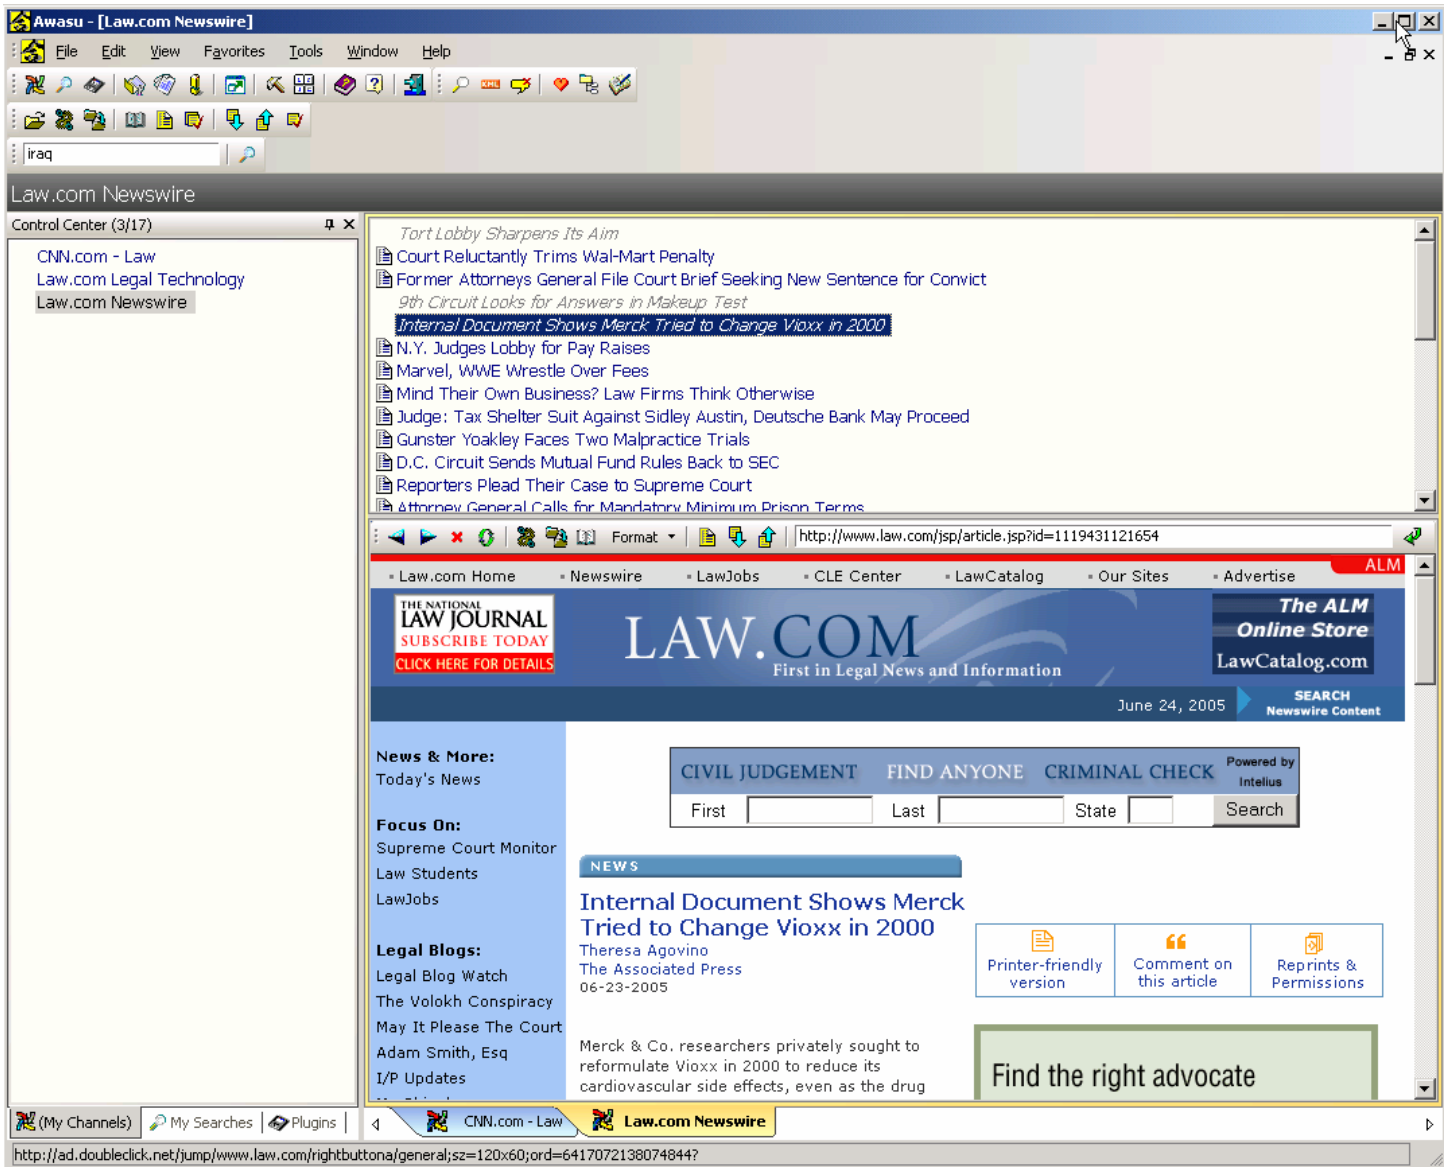 Awasu - [Law.com Newswire]
File Edit View Favorites Tools Window Help
XML
iraq
Law.com Newswire
Control Center (3/17)
CNN.com - Law
Law.com Legal Technology
Law.com Newswire
Tort Lobby Sharpens Its Aim
Court Reluctantly Trims Wal-Mart Penalty
Former Attorneys General File Court Brief Seeking New Sentence for Convict
9th Circuit Looks for Answers in Makeup Test
Internal Document Shows Merck Tried to Change Vioxx in 2000
N.Y. Judges Lobby for Pay Raises
Marvel, WWE Wrestle Over Fees
Mind Their Own Business? Law Firms Think Otherwise
Judge: Tax Shelter Suit Against Sidley Austin, Deutsche Bank May Proceed
Gunster Yoakley Faces Two Malpractice Trials
D.C. Circuit Sends Mutual Fund Rules Back to SEC
Reporters Plead Their Case to Supreme Court
Attorney General Calls for Mandatory Minimum Prison Terms
Format http://www.law.com/jsp/article.jsp?id=1119431121654
ALM
Law.com Home Newswire LawJobs CLE Center LawCatalog Our Sites Advertise
THE NATIONAL
LAW JOURNAL
SUBSCRIBE TODAY
CLICK HERE FOR DETAILS
LAW.COM
First in Legal News and Information
The ALM
Online Store
LawCatalog.com
June 24, 2005
SEARCH
Newswire Content
News & More:
Today's News
Focus On:
Supreme Court Monitor
Law Students
LawJobs
Legal Blogs:
Legal Blog Watch
The Volokh Conspiracy
May It Please The Court
Adam Smith, Esq
I/P Updates
CIVIL JUDGEMENT FIND ANYONE CRIMINAL CHECK
Powered by
Intelius
First Last State Search
NEWS
Internal Document Shows Merck
Tried to Change Vioxx in 2000
Theresa Agovino
The Associated Press
06-23-2005
Printer-friendly
version
Comment on
this article
Reprints &
Permissions
Merck & Co. researchers privately sought to
reformulate Vioxx in 2000 to reduce its
cardiovascular side effects, even as the drug
Find the right advocate
(My Channels) My Searches Plugins
CNN.com - Law Law.com Newswire
http://ad.doubleclick.net/jump/www.law.com/rightbuttona/general;sz=120x60;ord=6417072138074844?